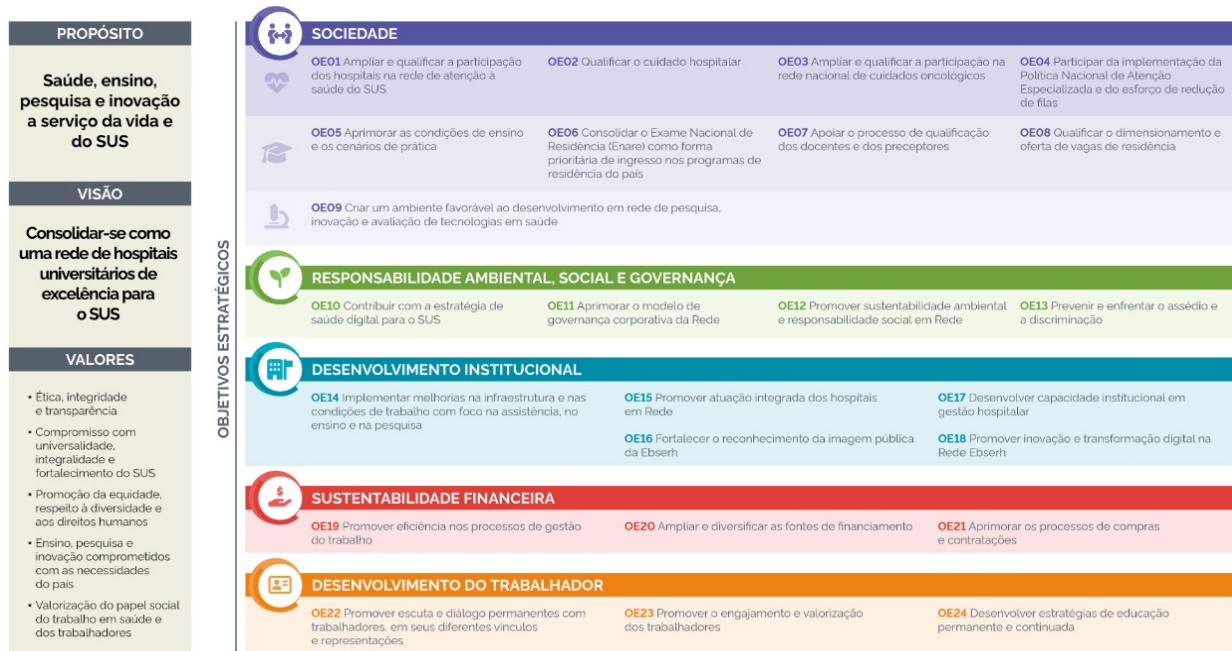 PROPÓSITO
Saúde, ensino,
pesquisa e inovação
a serviço da vida e
do SUS
VISÃO
Consolidar-se como
uma rede de hospitais
universitários de
excelência para
o SUS
VALORES
• Ética, integridade
e transparência
• Compromisso com
universalidade,
integralidade e
fortalecimento do SUS
• Promoção da equidade,
respeito à diversidade e
aos direitos humanos
• Ensino, pesquisa e
inovação comprometidos
com as necessidades
do país
• Valorização do papel social
do trabalho em saúde e
dos trabalhadores
OBJETIVOS ESTRATÉGICOS
SOCIEDADE
OE01 Ampliar e qualificar a participação
dos hospitais na rede de atenção à
saúde do SUS
OE02 Qualificar o cuidado hospitalar
OE03 Ampliar e qualificar a participação na
rede nacional de cuidados oncológicos
OE04 Participar da implementação da
Política Nacional de Atenção
Especializada e do esforço de redução
de filas
OE05 Aprimorar as condições de ensino
e os cenários de prática
OE06 Consolidar o Exame Nacional de
Residência (Enare) como forma
prioritária de ingresso nos programas de
residência do país
OE07 Apoiar o processo de qualificação
dos docentes e dos preceptores
OE08 Qualificar o dimensionamento e
oferta de vagas de residência
OE09 Criar um ambiente favorável ao desenvolvimento em rede de pesquisa,
inovação e avaliação de tecnologias em saúde
RESPONSABILIDADE AMBIENTAL, SOCIAL E GOVERNANÇA
OE10 Contribuir com a estratégia de
saúde digital para o SUS
OE11 Aprimorar o modelo de
governança corporativa da Rede
OE12 Promover sustentabilidade ambiental
e responsabilidade social em Rede
OE13 Prevenir e enfrentar o assédio e
a discriminação
DESENVOLVIMENTO INSTITUCIONAL
OE14 Implementar melhorias na infraestrutura e nas
condições de trabalho com foco na assistência, no
ensino e na pesquisa
OE15 Promover atuação integrada dos hospitais
em Rede
OE16 Fortalecer o reconhecimento da imagem pública
da Ebserh
OE17 Desenvolver capacidade institucional em
gestão hospitalar
OE18 Promover inovação e transformação digital na
Rede Ebserh
SUSTENTABILIDADE FINANCEIRA
OE19 Promover eficiência nos processos de gestão
do trabalho
OE20 Ampliar e diversificar as fontes de financiamento
OE21 Aprimorar os processos de compras
e contratações
DESENVOLVIMENTO DO TRABALHADOR
OE22 Promover escuta e diálogo permanentes com
trabalhadores, em seus diferentes vínculos
e representações
OE23 Promover o engajamento e valorização
dos trabalhadores
OE24 Desenvolver estratégias de educação
permanente e continuada